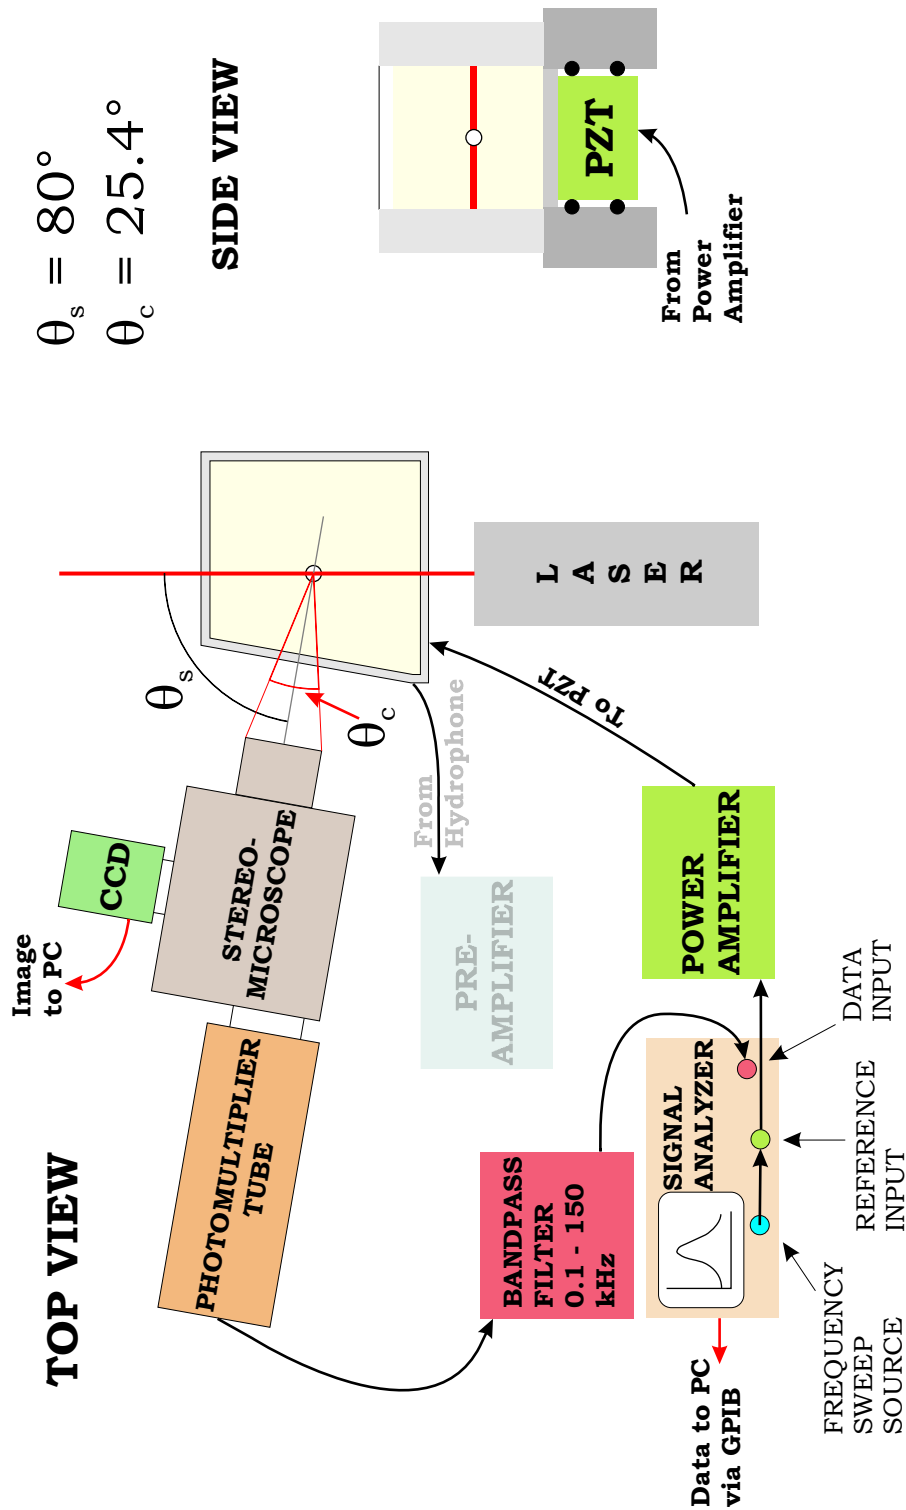 TOP VIEW
θs = 80°
θc = 25.4°
SIDE VIEW
Image
to PC
CCD
STEREO-
MICROSCOPE
PHOTOMULTIPLIER
TUBE
θs
θc
L
A
S
E
R
From
Hydrophone
PRE-
AMPLIFIER
To PZT
POWER
AMPLIFIER
BANDPASS
FILTER
0.1 - 150
kHz
SIGNAL
ANALYZER
Data to PC
via GPIB
FREQUENCY
SWEEP
SOURCE
REFERENCE
INPUT
DATA
INPUT
PZT
From
Power
Amplifier